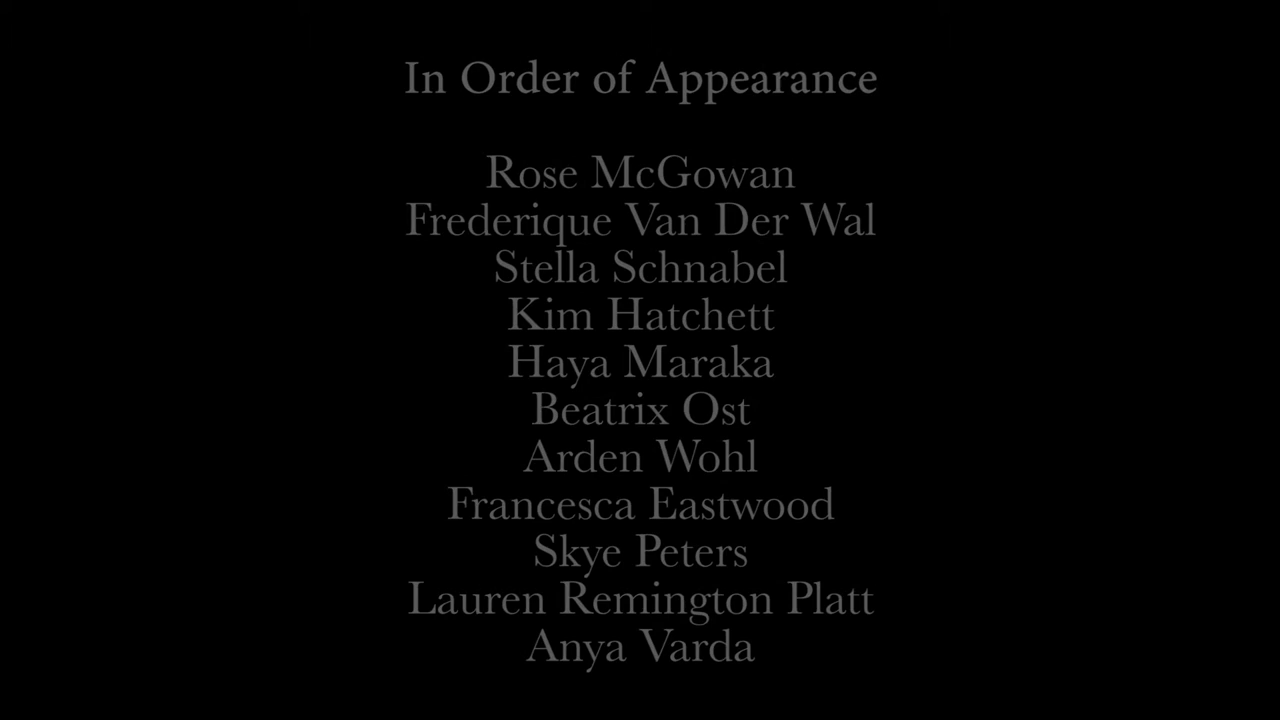 In Order of Appearance
Rose McGowan
Frederique Van Der Wal
Stella Schnabel
Kim Hatchett
Haya Maraka
Beatrix Ost
Arden Wohl
Francesca Eastwood
Skye Peters
Lauren Remington Platt
Anya Varda